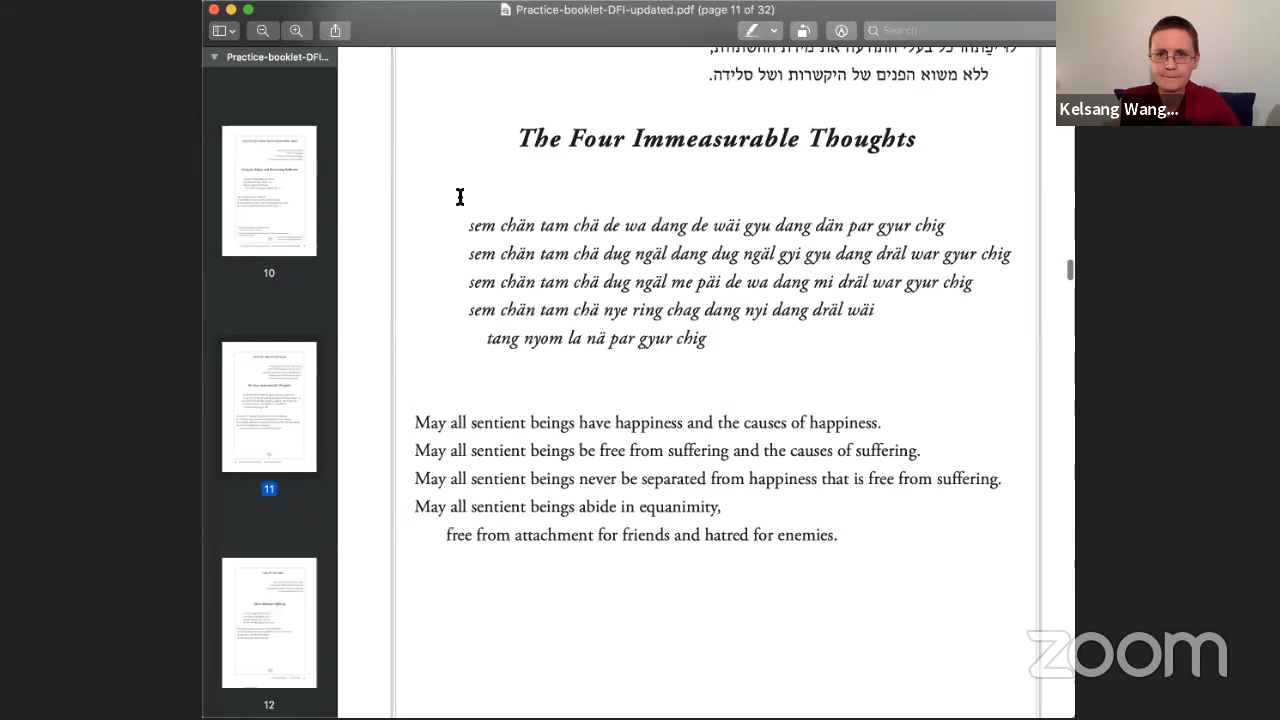 Practice-booklet-DFI-updated.pdf (page 11 of 32)
Search
Practice-booklet-DFI...
10
11
12
ללא משוא הפנים של היקשרות ושל סלידה.
The Four Immeasurable Thoughts
sem chän tam chä de wa dang de wäi gyu dang dän par gyur chig
sem chän tam chä dug ngäl dang dug ngäl gyi gyu dang dräl war gyur chig
sem chän tam chä dug ngäl me päi de wa dang mi dräl war gyur chig
sem chän tam chä nye ring chag dang nyi dang dräl wäi
tang nyom la nä par gyur chig
May all sentient beings have happiness and the causes of happiness.
May all sentient beings be free from suffering and the causes of suffering.
May all sentient beings never be separated from happiness that is free from suffering.
May all sentient beings abide in equanimity,
free from attachment for friends and hatred for enemies.
Kelsang Wang...
zoom